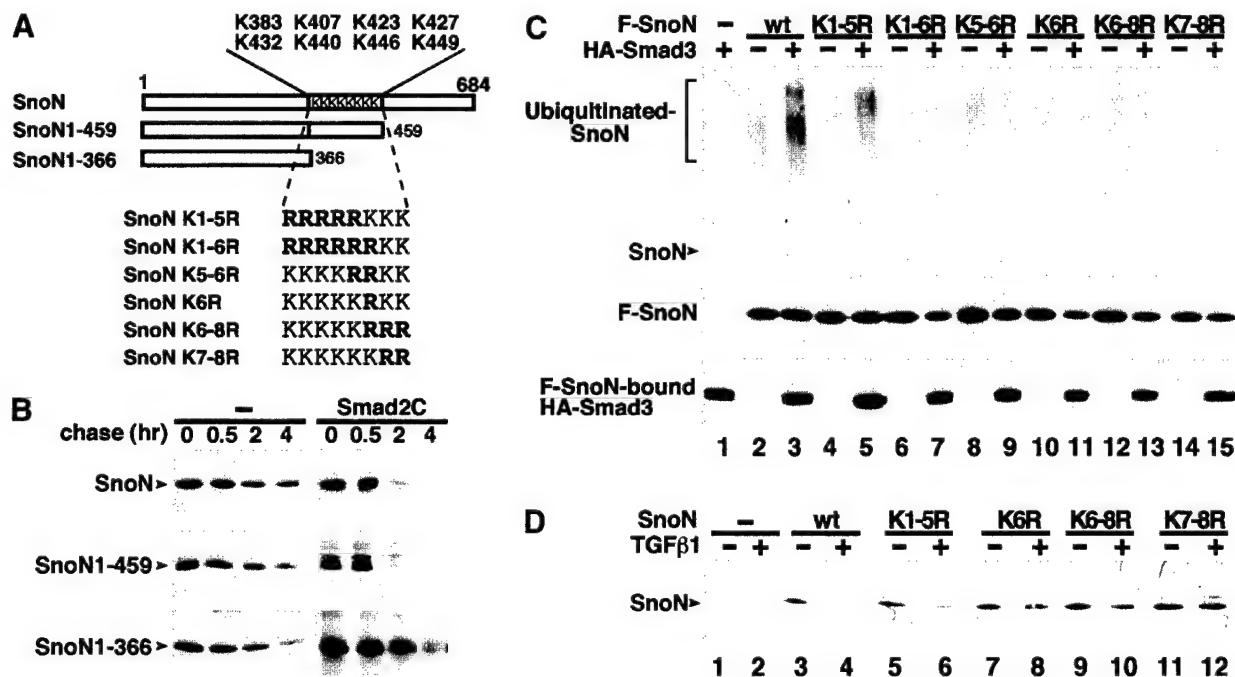 A
K383 K407 K423 K427
K432 K440 K446 K449
1
684
SnoN
KKKKKKKK
SnoN1-459
459
SnoN1-366
366
SnoN K1-5R RRRRRKKK
SnoN K1-6R RRRRRRKK
SnoN K5-6R KKKKRRKK
SnoN K6R KKKKKRKK
SnoN K6-8R KKKKKRRR
SnoN K7-8R KKKKKKRR
B
– Smad2C
chase (hr) 0 0.5 2 4 0 0.5 2 4
SnoN
SnoN1-459
SnoN1-366
C
F-SnoN – wt K1-5R K1-6R K5-6R K6R K6-8R K7-8R
HA-Smad3 + – + – + – + – + – + – + – +
Ubiquitinated-
SnoN
SnoN
F-SnoN
F-SnoN-bound
HA-Smad3
1 2 3 4 5 6 7 8 9 10 11 12 13 14 15
D
SnoN – wt K1-5R K6R K6-8R K7-8R
TGFβ1 – + – + – + – + – + – +
SnoN
1 2 3 4 5 6 7 8 9 10 11 12